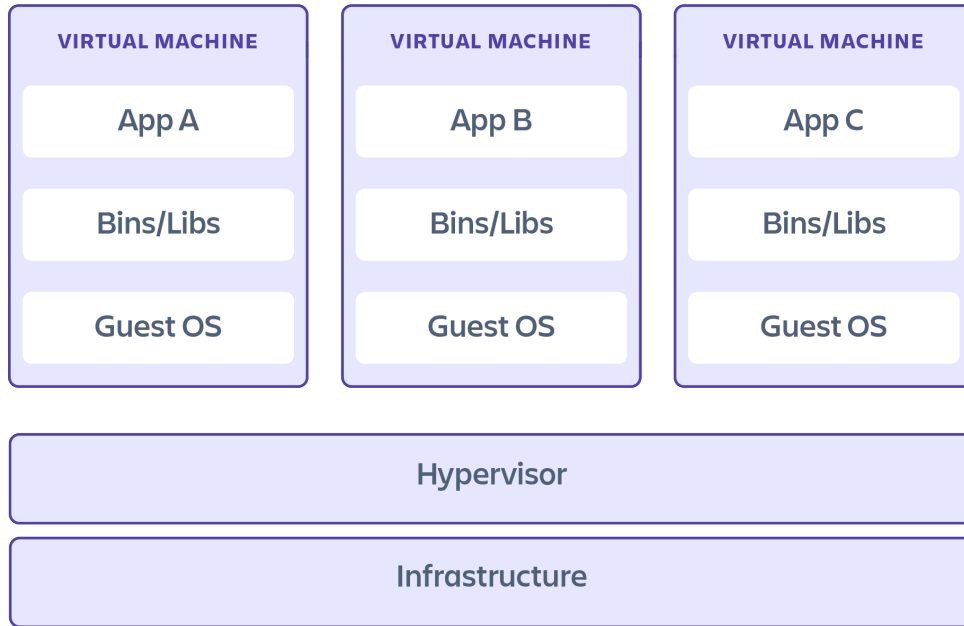 VIRTUAL MACHINE
App A
Bins/Libs
Guest OS
VIRTUAL MACHINE
App B
Bins/Libs
Guest OS
VIRTUAL MACHINE
App C
Bins/Libs
Guest OS
Hypervisor
Infrastructure